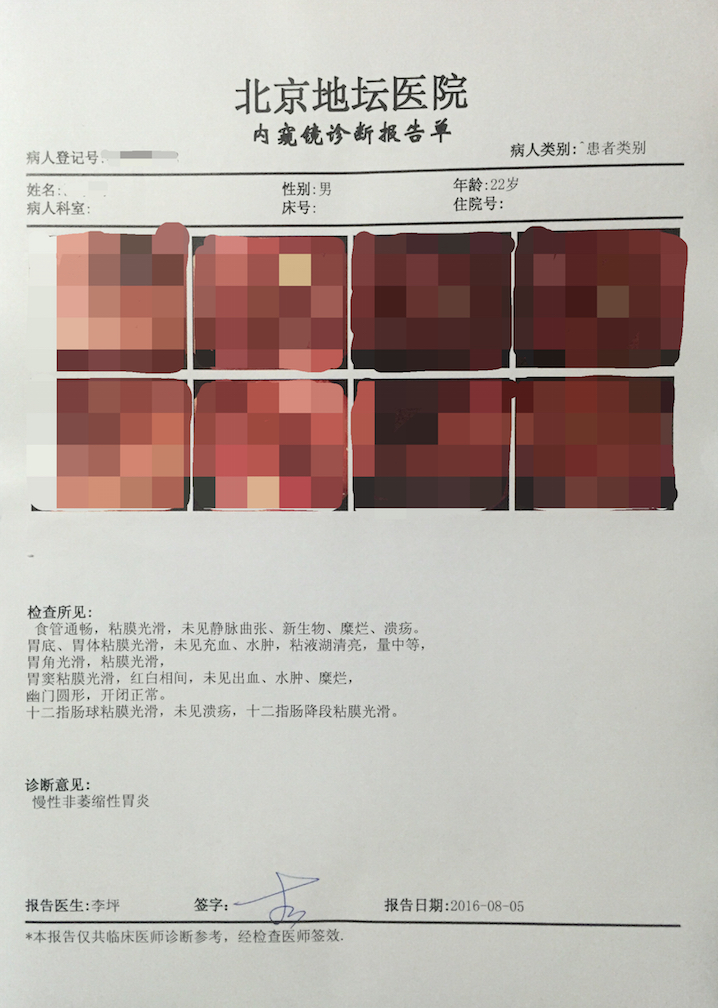 北京地坛医院
内窥镜诊断报告单
病人登记号: 病人类别: 患者类别
姓名: 性别:男 年龄:22岁
病人科室: 床号: 住院号:
检查所见:
食管通畅，粘膜光滑，未见静脉曲张、新生物、糜烂、溃疡。
胃底、胃体粘膜光滑，未见充血、水肿，粘液湖清亮，量中等，
胃角光滑，粘膜光滑，
胃窦粘膜光滑，红白相间，未见出血、水肿、糜烂，
幽门圆形，开闭正常。
十二指肠球粘膜光滑，未见溃疡，十二指肠降段粘膜光滑。
诊断意见:
慢性非萎缩性胃炎
报告医生:李坪 签字: 报告日期:2016-08-05
*本报告仅共临床医师诊断参考，经检查医师签效.